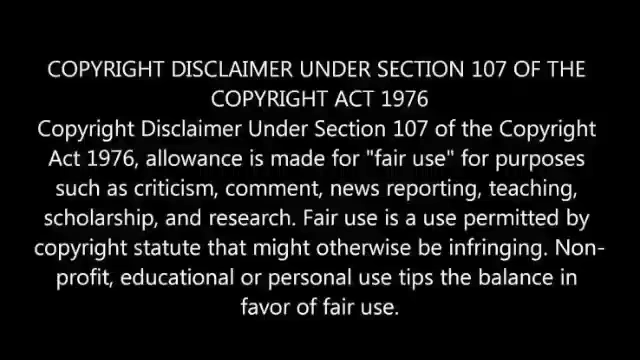 COPYRIGHT DISCLAIMER UNDER SECTION 107 OF THE
COPYRIGHT ACT 1976
Copyright Disclaimer Under Section 107 of the Copyright
Act 1976, allowance is made for "fair use" for purposes
such as criticism, comment, news reporting, teaching,
scholarship, and research. Fair use is a use permitted by
copyright statute that might otherwise be infringing. Non-
profit, educational or personal use tips the balance in
favor of fair use.